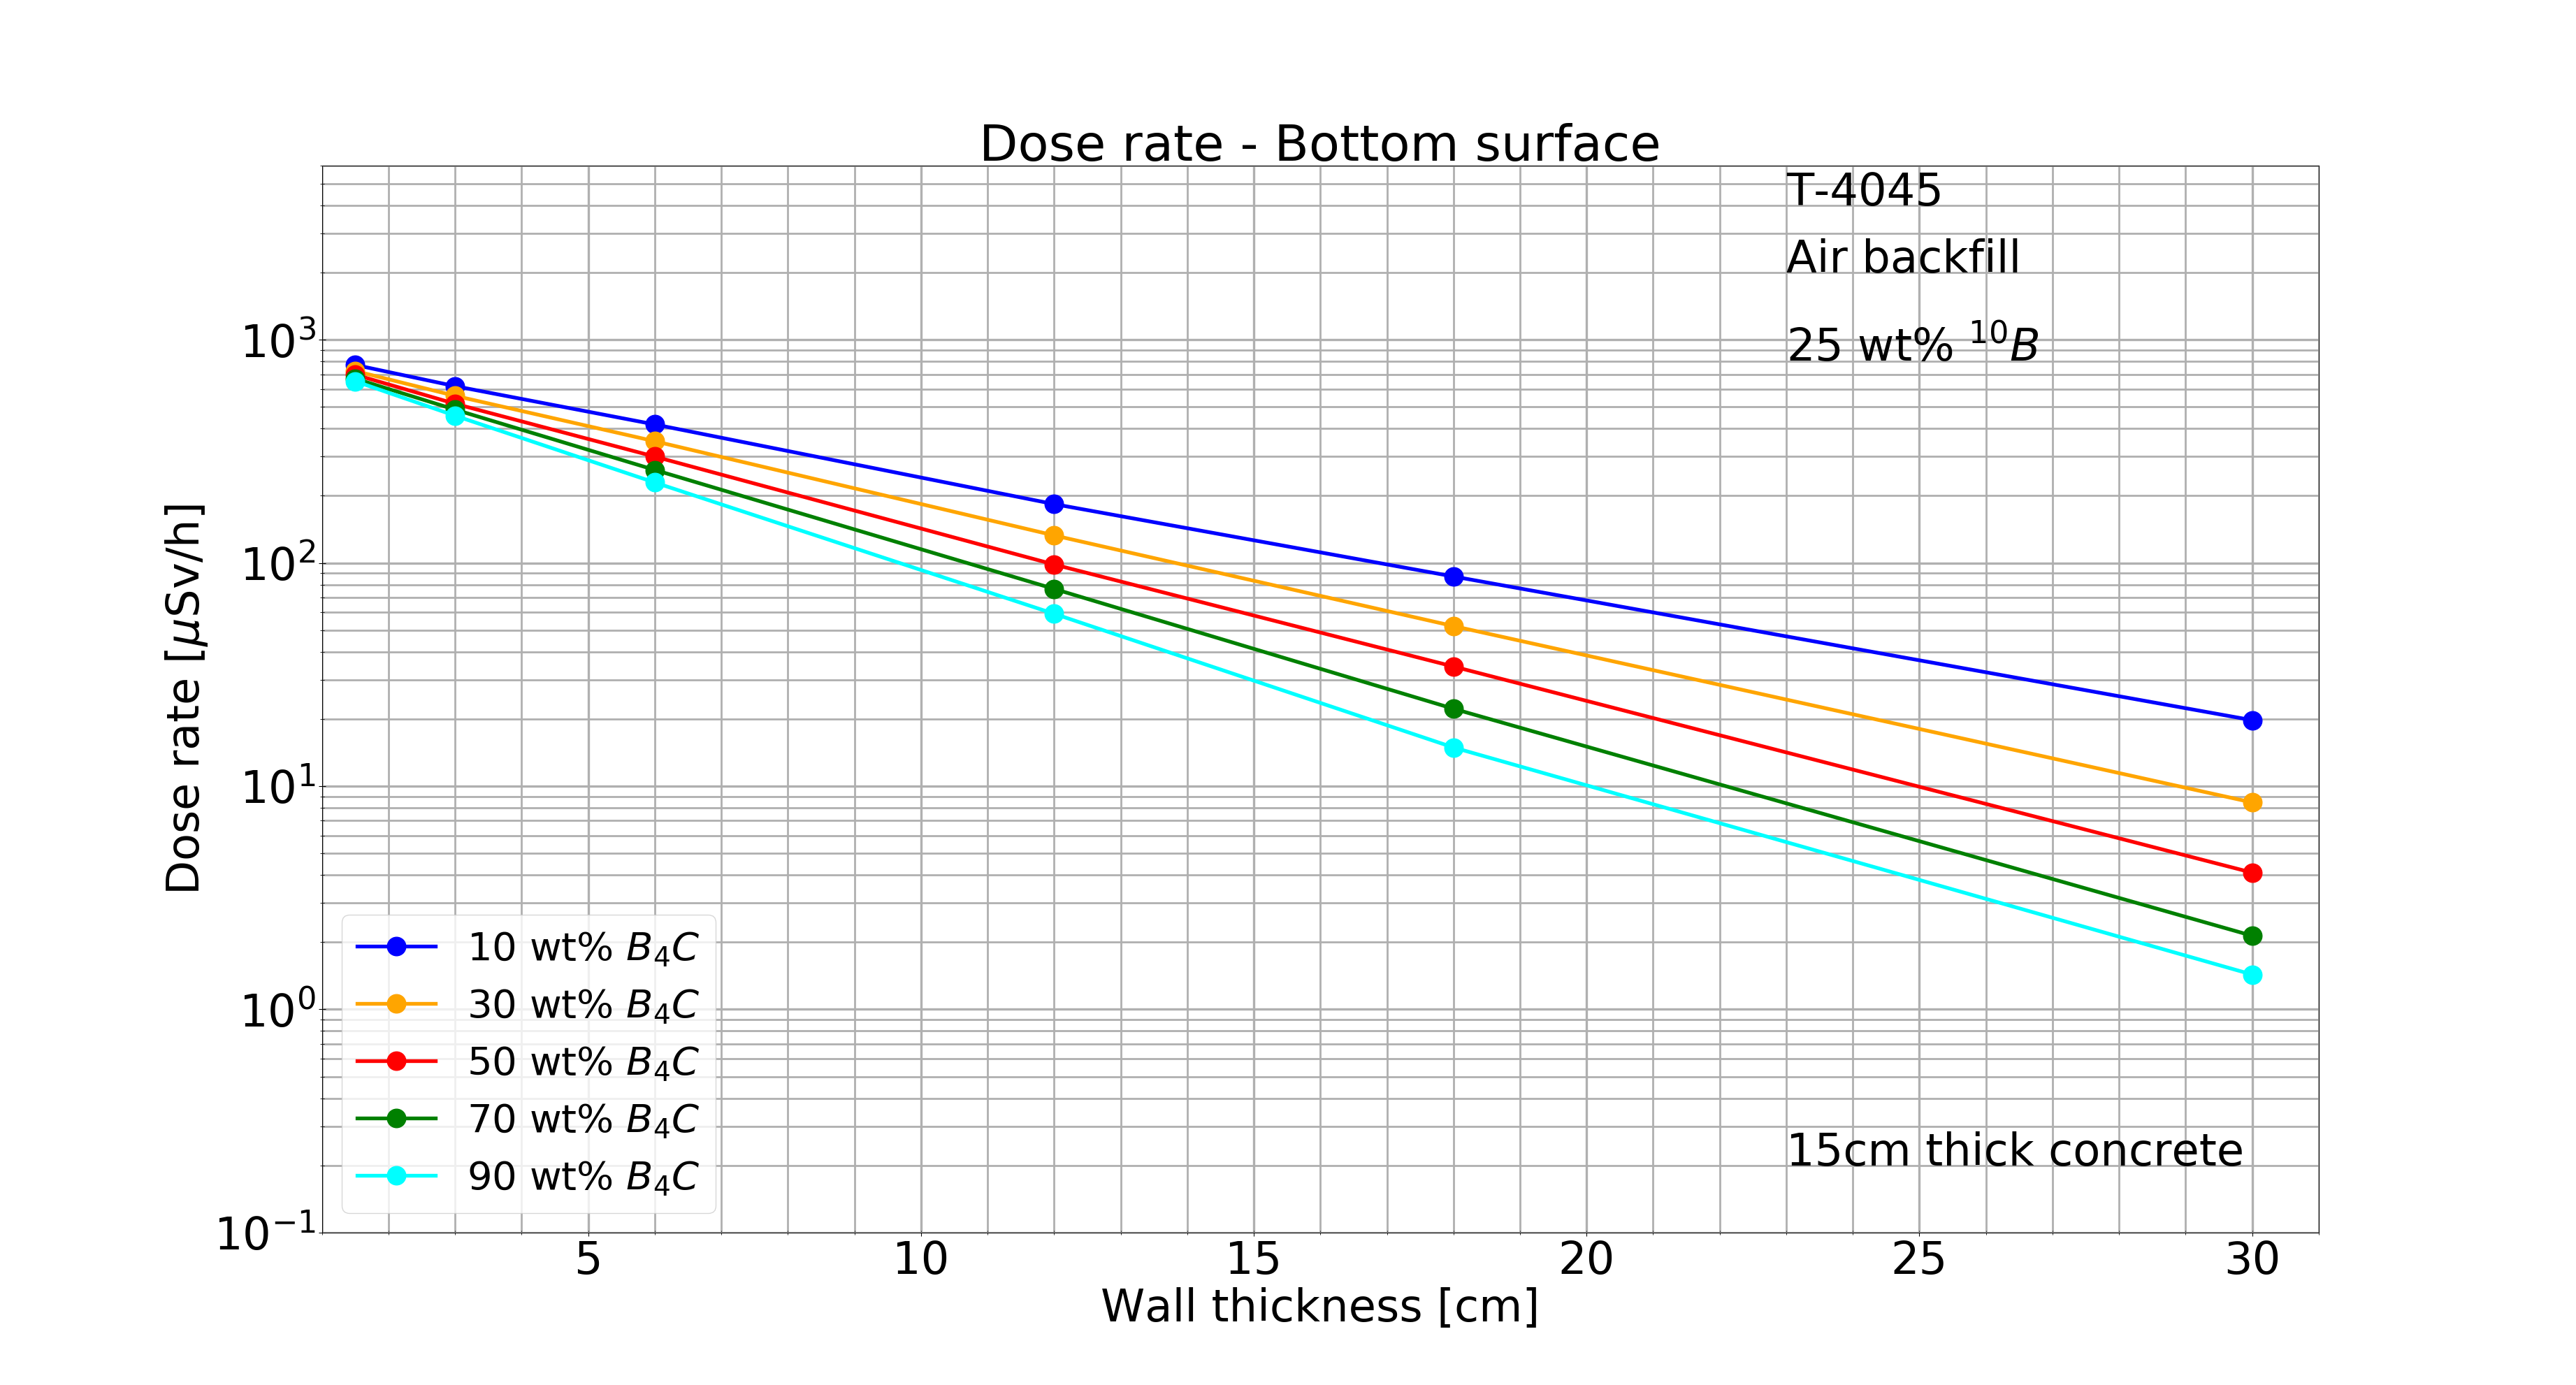 Dose rate - Bottom surface
T-4045
Air backfill
25 wt% ¹⁰B
Dose rate [μSv/h]
10³
10²
10¹
10⁰
10⁻¹
10 wt% B₄C
30 wt% B₄C
50 wt% B₄C
70 wt% B₄C
90 wt% B₄C
15cm thick concrete
5 10 15 20 25 30
Wall thickness [cm]